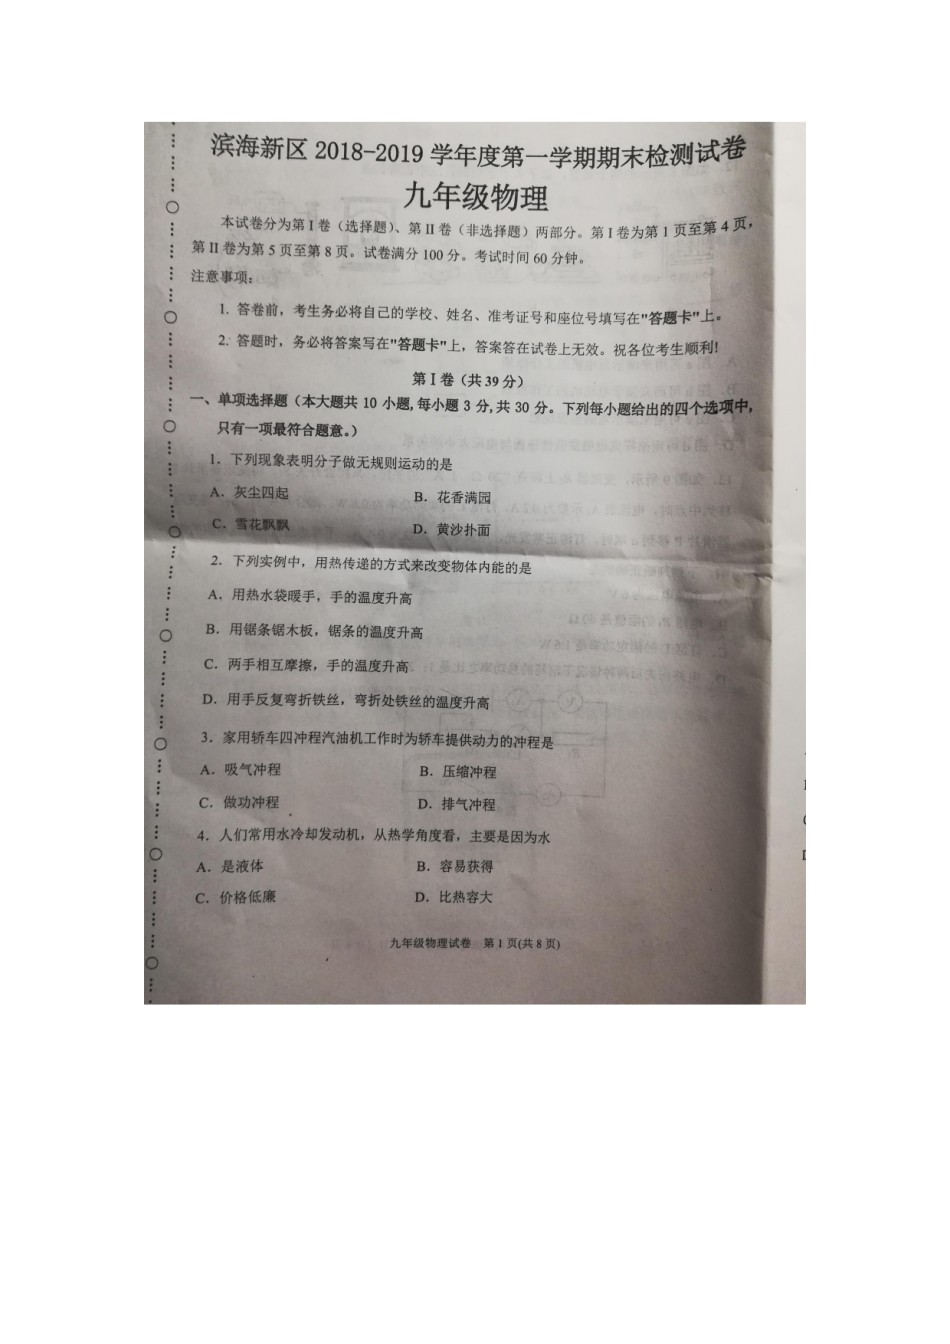 滨海新区 2018-2019 学年度第一学期期末检测试卷
九年级物理
本试卷分为第 I 卷（选择题）、第 II 卷（非选择题）两部分。第 I 卷为第 1 页至第 4 页，
第 II 卷为第 5 页至第 8 页。试卷满分 100 分。考试时间 60 分钟。
注意事项：
1. 答卷前，考生务必将自己的学校、姓名、准考证号和座位号填写在"答题卡"上。
2. 答题时，务必将答案写在"答题卡"上，答案答在试卷上无效。祝各位考生顺利!
第 I 卷（共 39 分）
一、单项选择题（本大题共 10 小题,每小题 3 分,共 30 分。下列每小题给出的四个选项中，
只有一项最符合题意。）
1．下列现象表明分子做无规则运动的是
A．灰尘四起 B．花香满园
C．雪花飘飘 D．黄沙扑面
2．下列实例中，用热传递的方式来改变物体内能的是
A．用热水袋暖手，手的温度升高
B．用锯条锯木板，锯条的温度升高
C．两手相互摩擦，手的温度升高
D．用手反复弯折铁丝，弯折处铁丝的温度升高
3．家用轿车四冲程汽油机工作时为轿车提供动力的冲程是
A．吸气冲程 B．压缩冲程
C．做功冲程 D．排气冲程
4．人们常用水冷却发动机，从热学角度看，主要是因为水
A．是液体 B．容易获得
C．价格低廉 D．比热容大
九年级物理试卷 第 1 页(共 8 页)